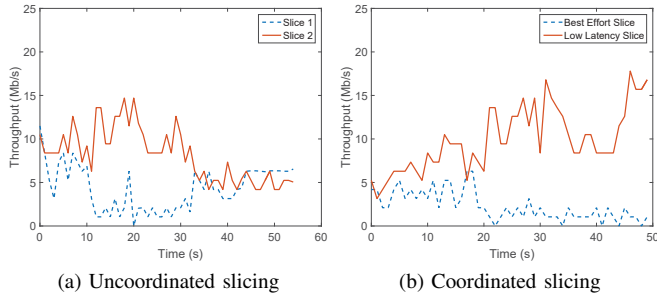 25
20
15
10
5
0
Throughput (Mb/s)
0 10 20 30 40 50 60
Time (s)
Slice 1
Slice 2
(a) Uncoordinated slicing
25
20
15
10
5
0
Throughput (Mb/s)
0 10 20 30 40 50
Time (s)
Best Effort Slice
Low Latency Slice
(b) Coordinated slicing